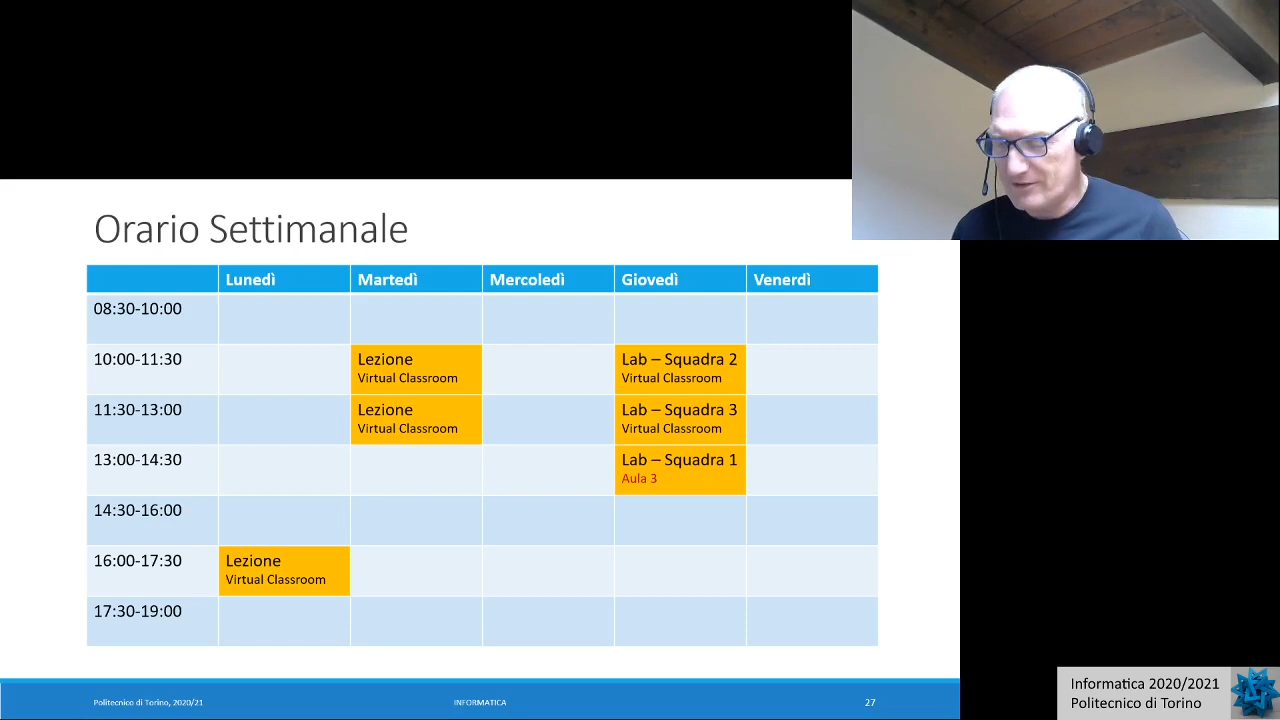 Orario Settimanale
Lunedì Martedì Mercoledì Giovedì Venerdì
08:30-10:00
10:00-11:30 Lezione Lab – Squadra 2
Virtual Classroom Virtual Classroom
11:30-13:00 Lezione Lab – Squadra 3
Virtual Classroom Virtual Classroom
13:00-14:30 Lab – Squadra 1
Aula 3
14:30-16:00
16:00-17:30 Lezione
Virtual Classroom
17:30-19:00
Politecnico di Torino, 2020/21 INFORMATICA 27
Informatica 2020/2021
Politecnico di Torino